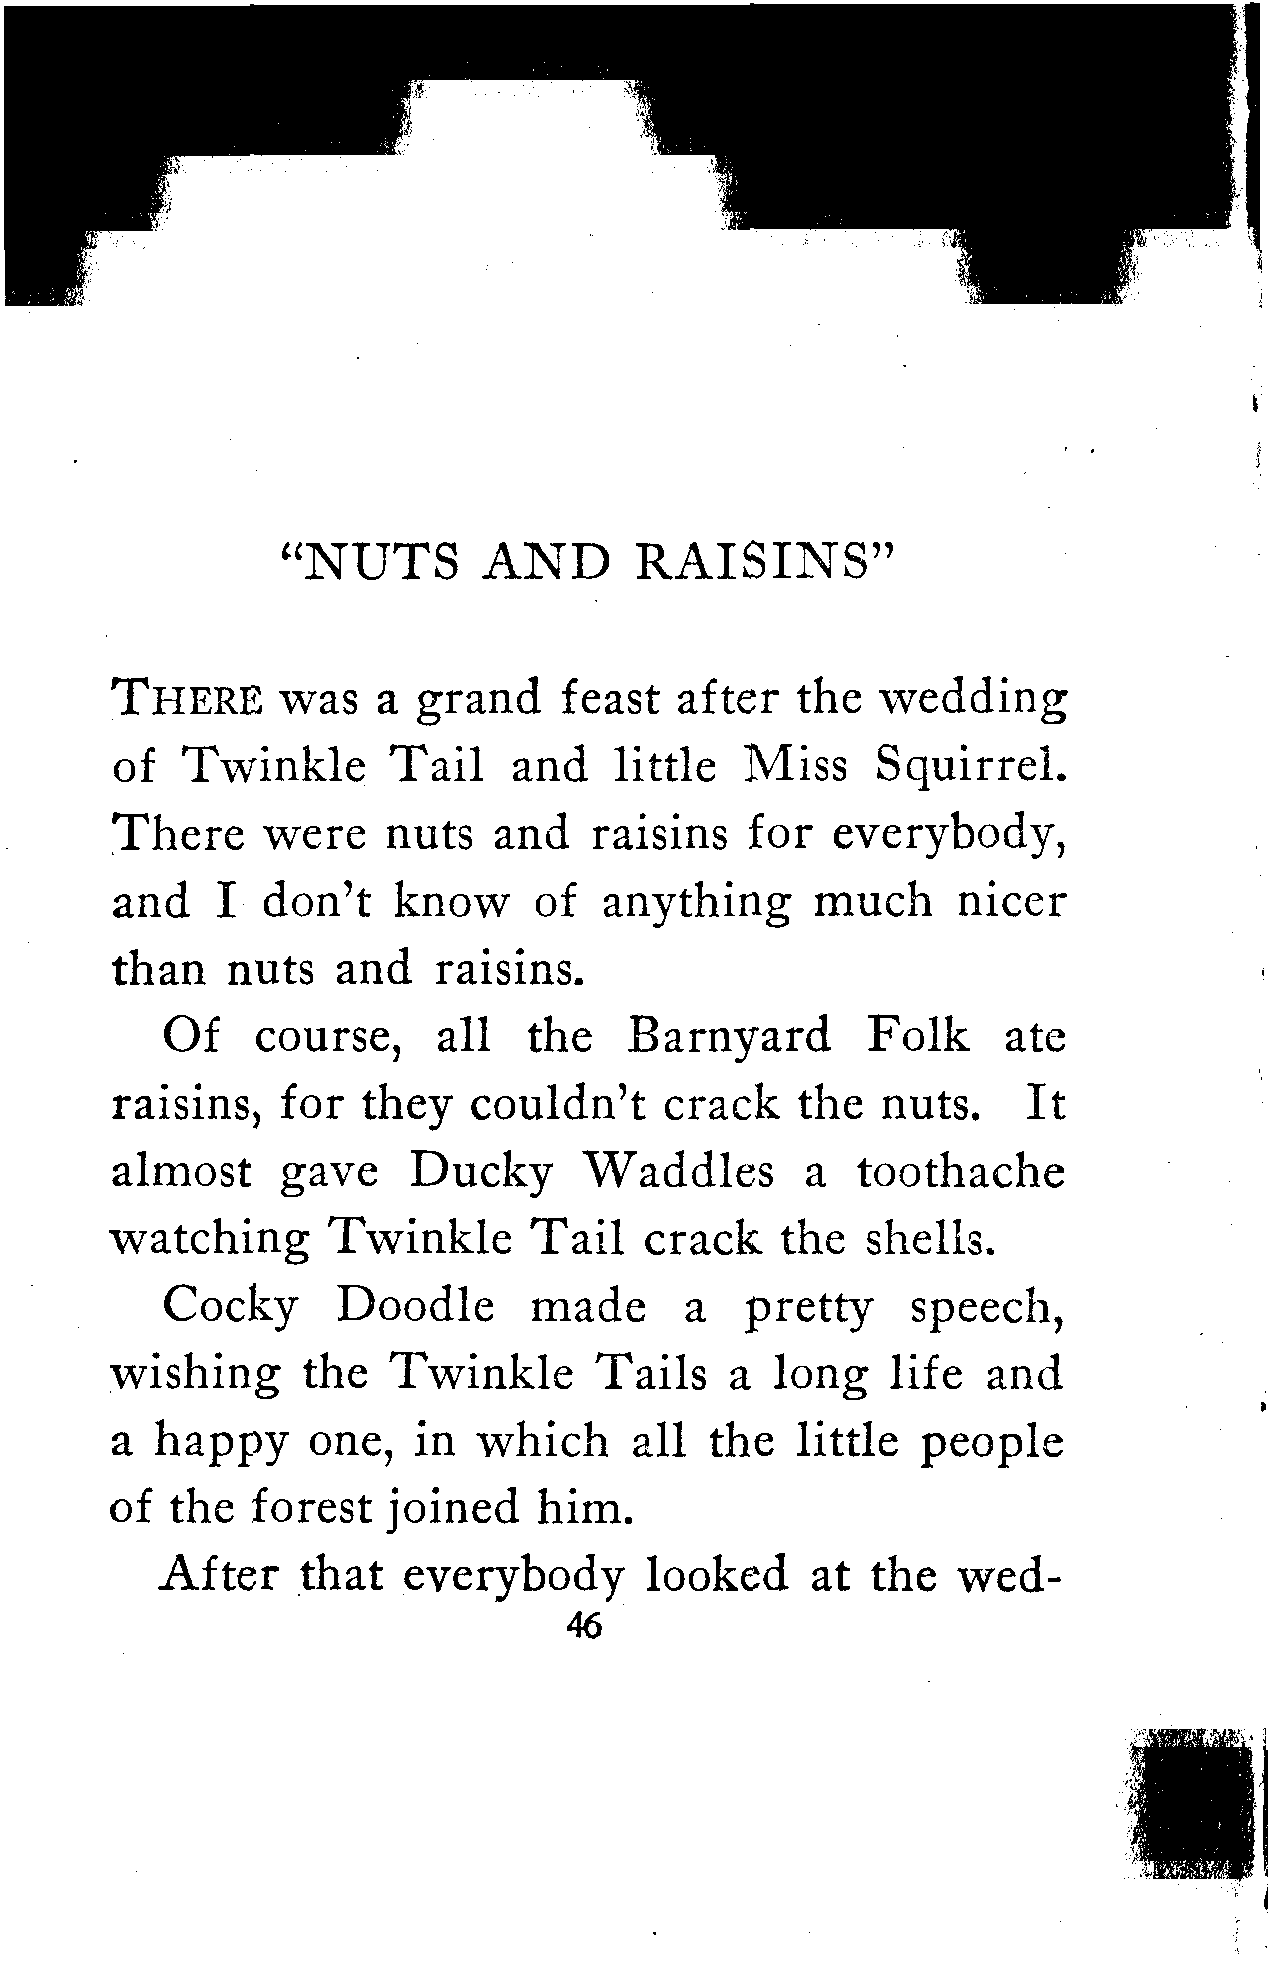 “NUTS AND RAISINS”
THERE was a grand feast after the wedding
of Twinkle Tail and little Miss Squirrel.
There were nuts and raisins for everybody,
and I don’t know of anything much nicer
than nuts and raisins.
Of course, all the Barnyard Folk ate
raisins, for they couldn’t crack the nuts. It
almost gave Ducky Waddles a toothache
watching Twinkle Tail crack the shells.
Cocky Doodle made a pretty speech,
wishing the Twinkle Tails a long life and
a happy one, in which all the little people
of the forest joined him.
After that everybody looked at the wed-
46